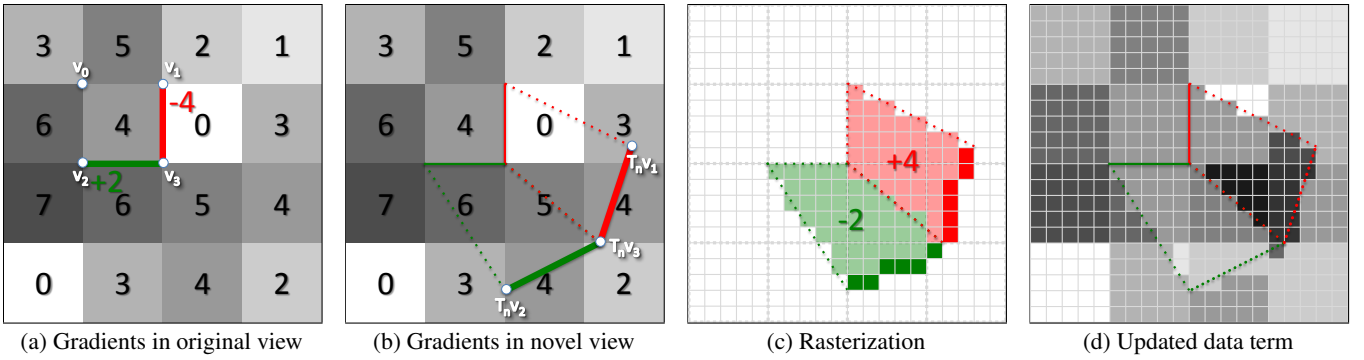 3 5 2 1
v0 v1
-4
6 4 0 3
v2 +2 v3
7 6 5 4
0 3 4 2
(a) Gradients in original view
3 5 2 1
6 4 0 3
Tnv1
7 6 5 4
Tnv3
0 3 4 2
Tnv2
(b) Gradients in novel view
+4
-2
(c) Rasterization
(d) Updated data term